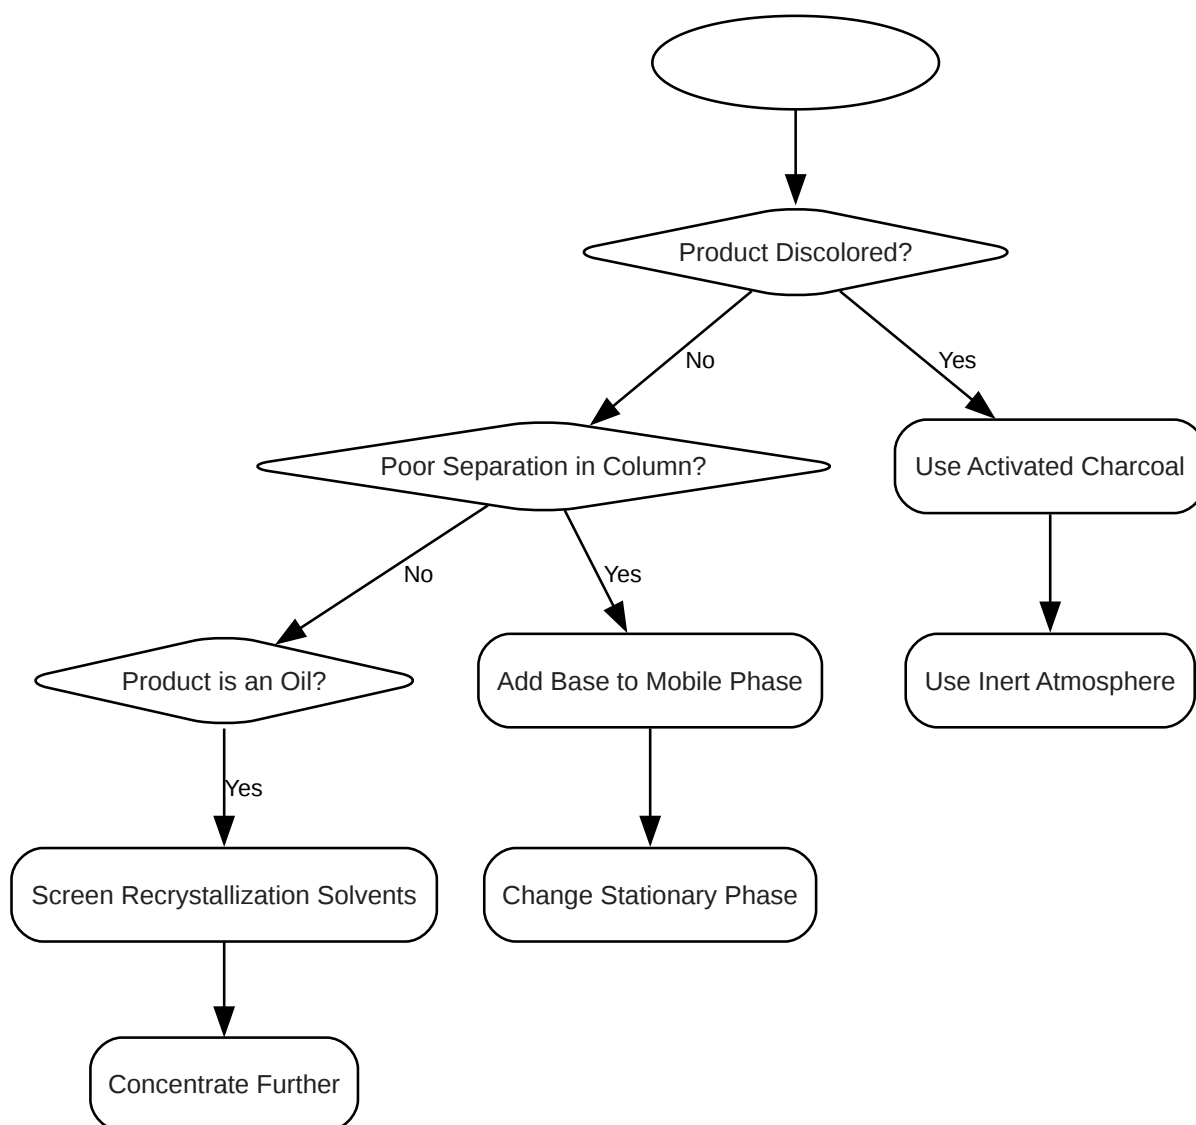 Product Discolored?
No
Yes
Poor Separation in Column?
Use Activated Charcoal
No
Yes
Product is an Oil?
Add Base to Mobile Phase
Use Inert Atmosphere
Yes
Screen Recrystallization Solvents
Change Stationary Phase
Concentrate Further